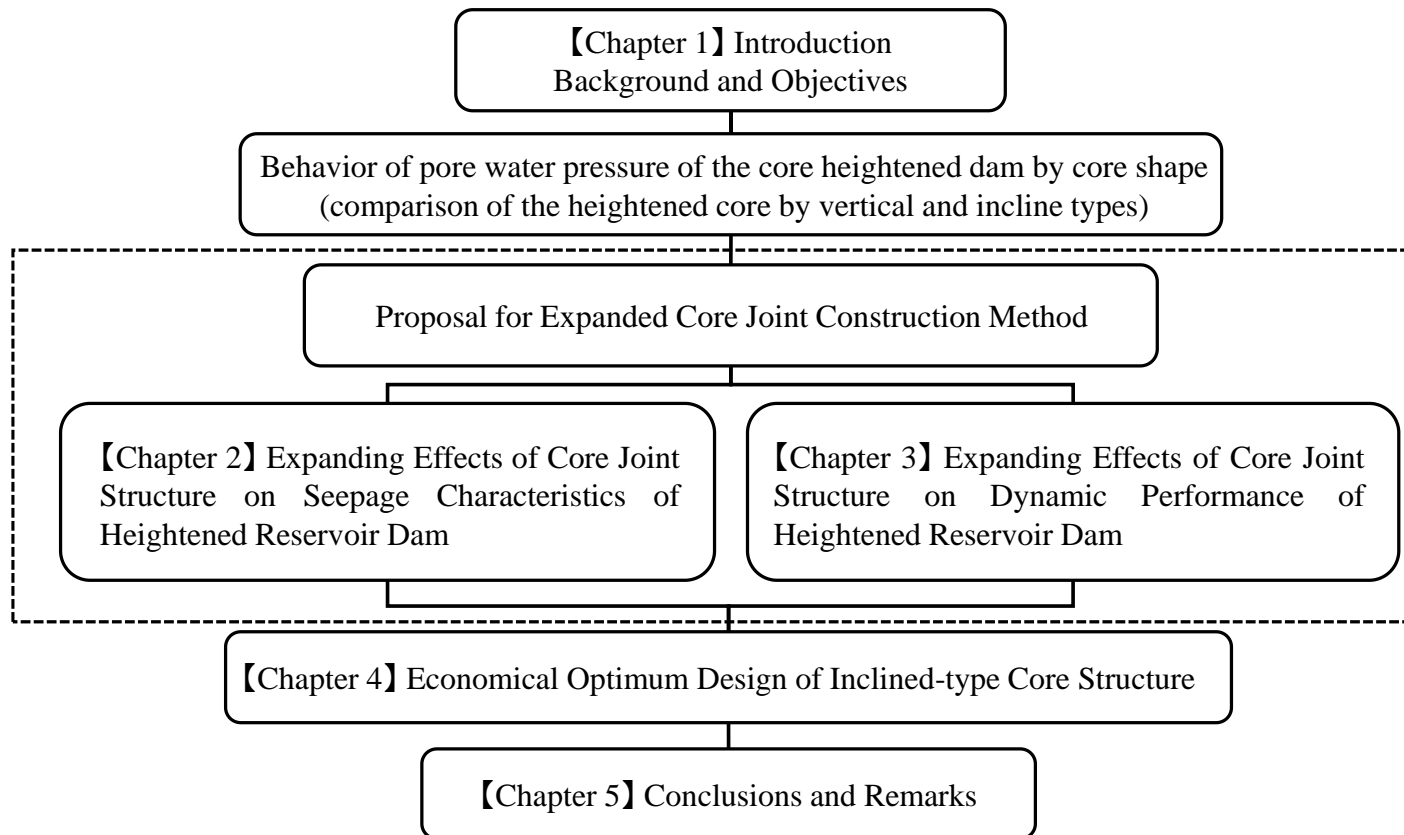 【Chapter 1】Introduction
Background and Objectives
Behavior of pore water pressure of the core heightened dam by core shape
(comparison of the heightened core by vertical and incline types)
Proposal for Expanded Core Joint Construction Method
【Chapter 2】Expanding Effects of Core Joint
Structure on Seepage Characteristics of
Heightened Reservoir Dam
【Chapter 3】Expanding Effects of Core Joint
Structure on Dynamic Performance of
Heightened Reservoir Dam
【Chapter 4】Economical Optimum Design of Inclined-type Core Structure
【Chapter 5】Conclusions and Remarks